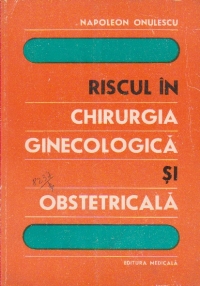 NAPOLEON ONULESCU
RISCUL ÎN
CHIRURGIA
GINECOLOGICĂ
ȘI
OBSTETRICALĂ
EDITURA MEDICALĂ